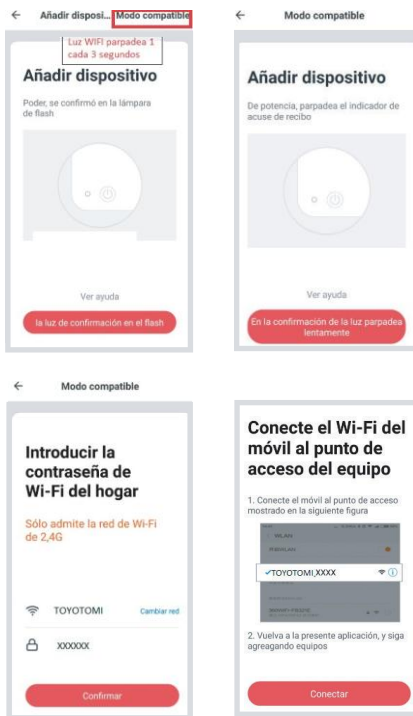 Añadir disposi...
Modo compatible
Luz WIFI parpadea 1
cada 3 segundos
Añadir dispositivo
Poder, se confirmó en la lámpara
de flash
Ver ayuda
la luz de confirmación en el flash
Modo compatible
Añadir dispositivo
De potencia, parpadea el indicador de
acuse de recibo
Ver ayuda
En la confirmación de la luz parpadea
lentamente
Modo compatible
Introducir la
contraseña de
Wi-Fi del hogar
Sólo admite la red de Wi-Fi
de 2,4G
TOYOTOMI
Cambiar red
XXXXXX
Confirmar
Conecte el Wi-Fi del
móvil al punto de
acceso del equipo
1. Conecte el móvil al punto de acceso
mostrado en la siguiente figura
WLAN
TOYOTOMI,XXXX
2. Vuelva a la presente aplicación, y siga
agreagando equipos
Conectar